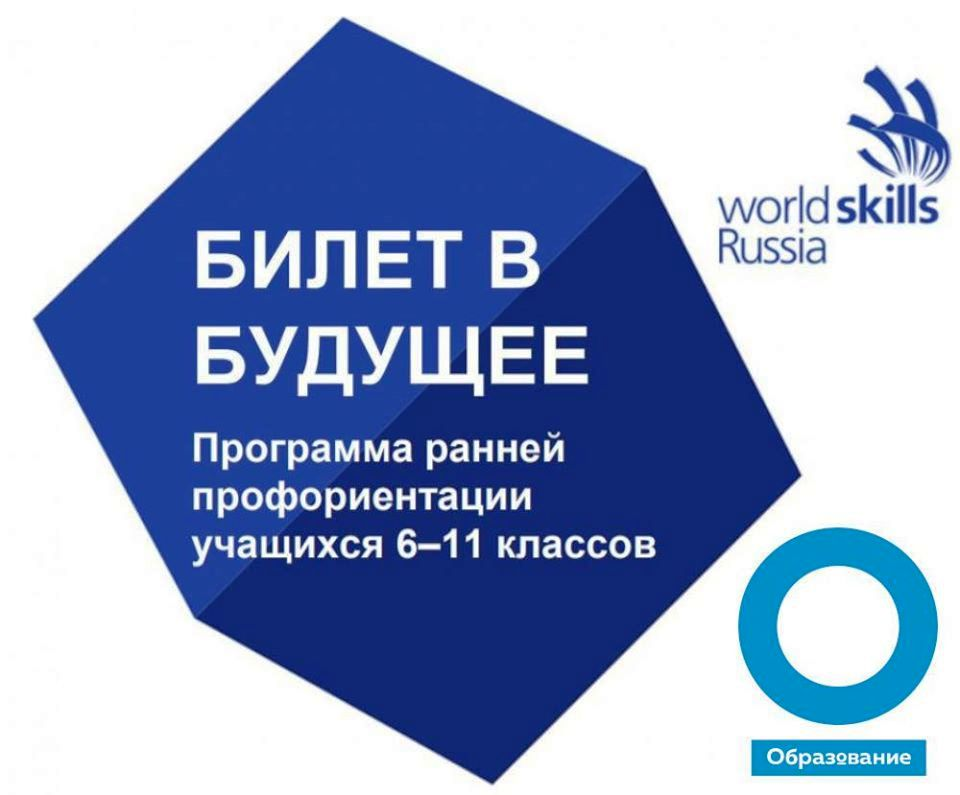 БИЛЕТ В
БУДУЩЕЕ
Программа ранней
профориентации
учащихся 6–11 классов
world skills
Russia
Образование